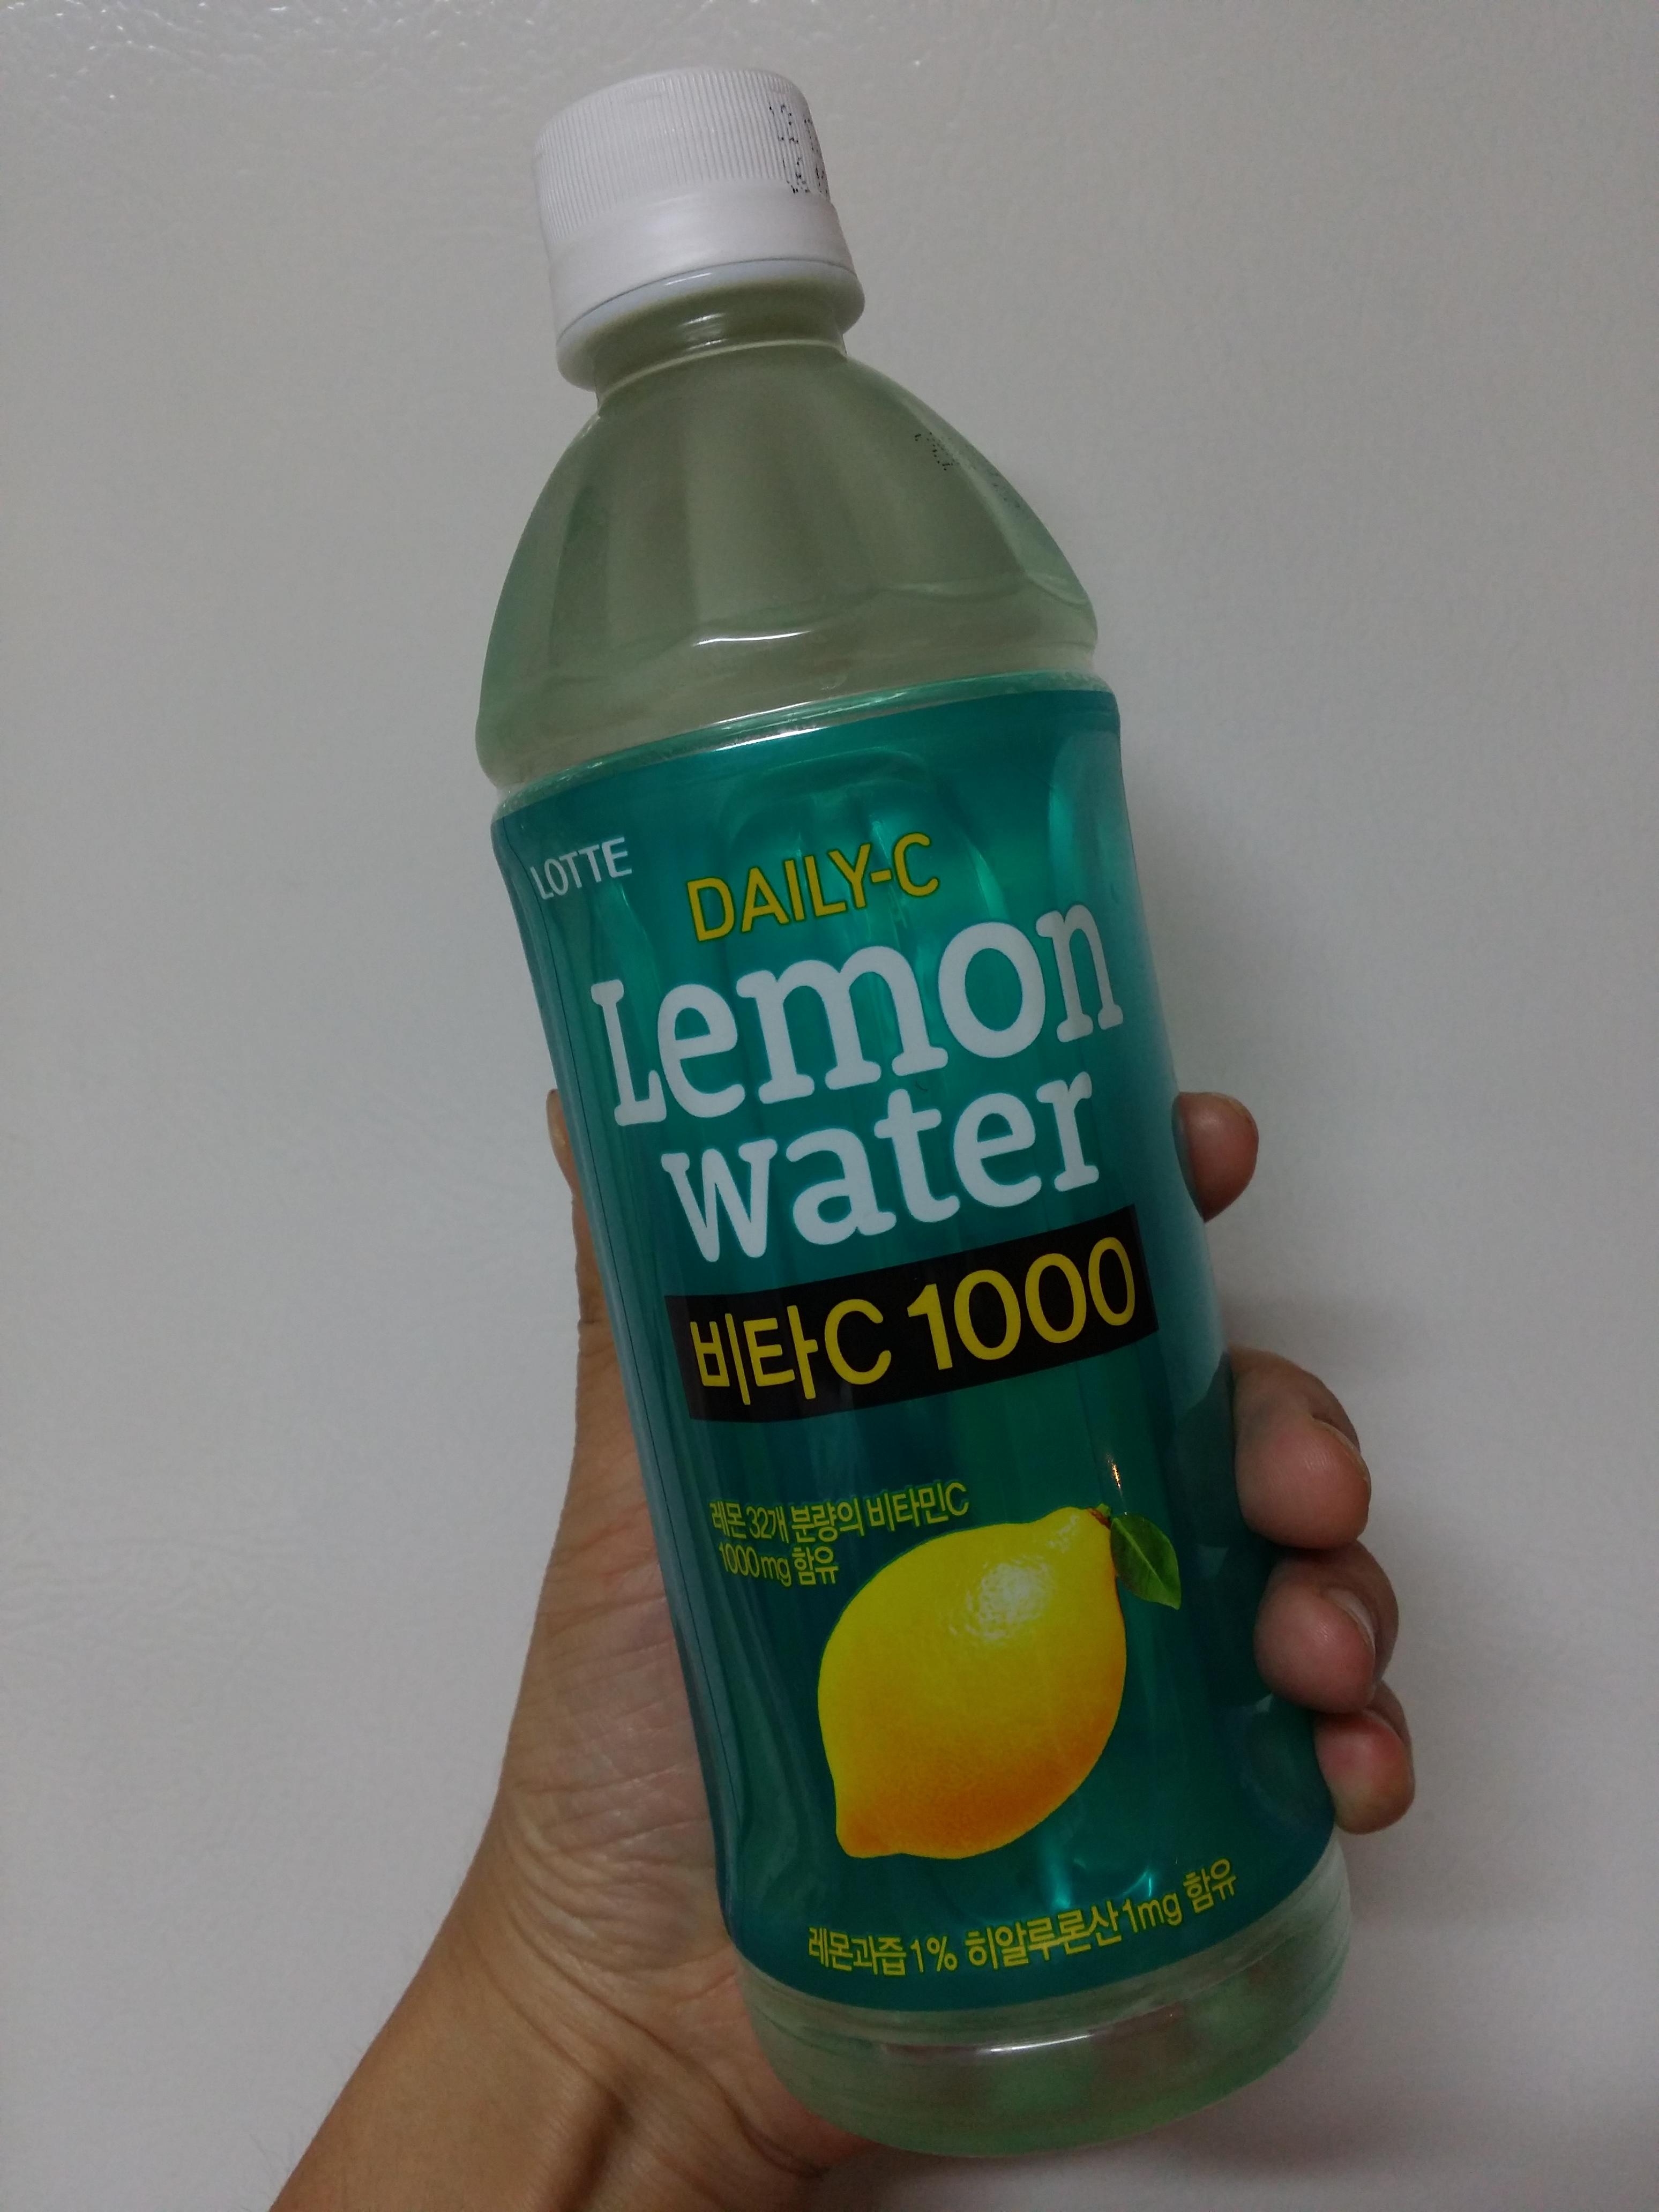 LOTTE
DAILY-C
Lemon
water
비타C 1000
레몬 32개 분량의 비타민C
1000mg 함유
레몬과즙 1% 히알루론산 1mg 함유